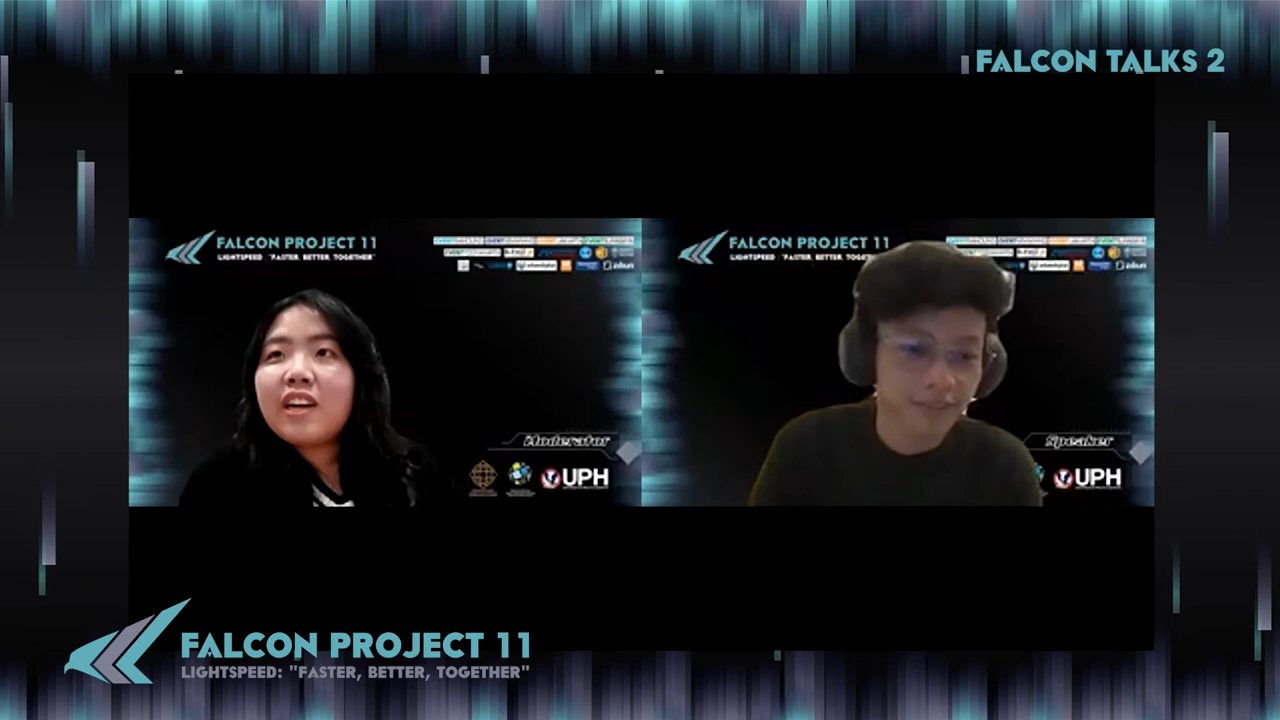 FALCON TALKS 2
FALCON PROJECT 11
LIGHTSPEED: "FASTER, BETTER, TOGETHER"
FALCON PROJECT 11
LIGHTSPEED: "FASTER, BETTER, TOGETHER"
Moderator
Speaker
UPH
UPH
FALCON PROJECT 11
LIGHTSPEED: "FASTER, BETTER, TOGETHER"